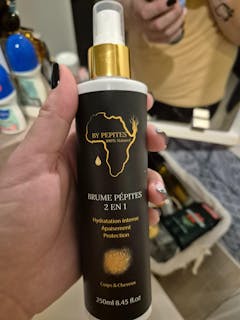 BY PEPITES
100% Naturel
BRUME PÉPITES
2 EN 1
Hydratation Intense
Apaisement
Protection
Corps & Cheveux
250ml 8.45 fl.oz